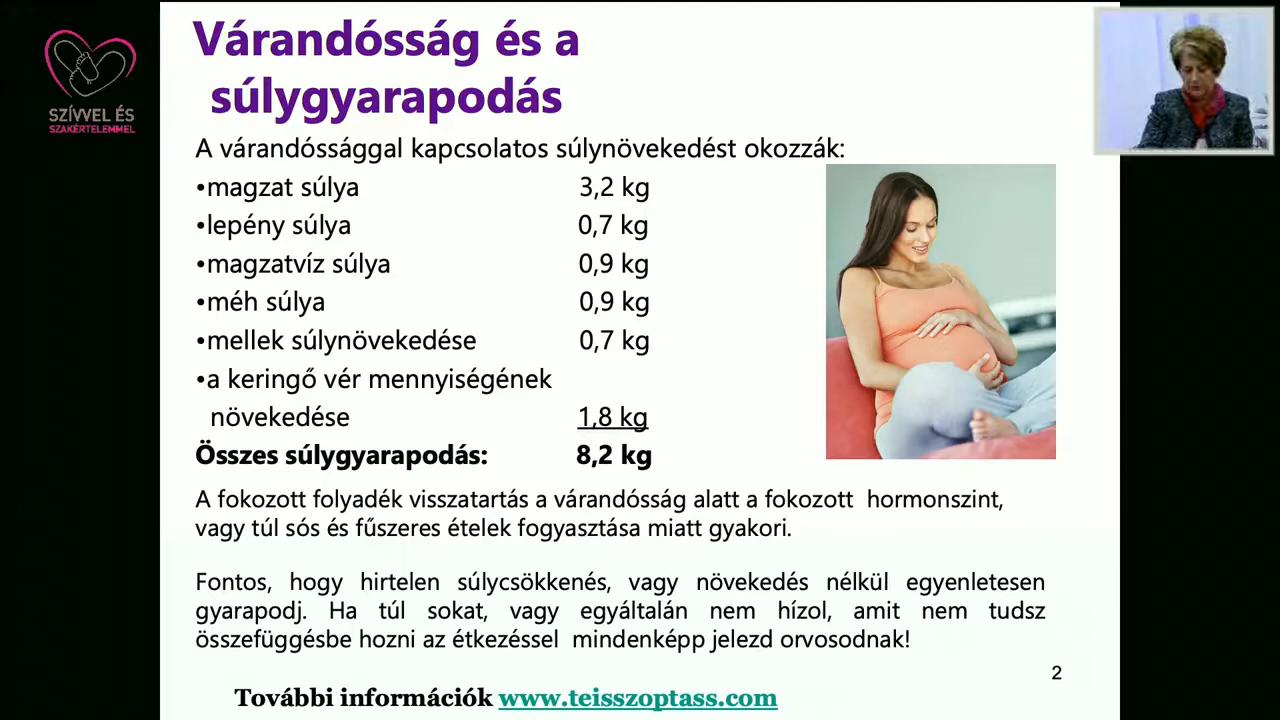 SZÍVVEL ÉS
SZAKÉRTELEMMEL
Várandósság és a
súlygyarapodás
A várandóssággal kapcsolatos súlynövekedést okozzák:
•magzat súlya 3,2 kg
•lepény súlya 0,7 kg
•magzatvíz súlya 0,9 kg
•méh súlya 0,9 kg
•mellek súlynövekedése 0,7 kg
•a keringő vér mennyiségének
növekedése 1,8 kg
Összes súlygyarapodás: 8,2 kg
A fokozott folyadék visszatartás a várandósság alatt a fokozott hormonszint,
vagy túl sós és fűszeres ételek fogyasztása miatt gyakori.
Fontos, hogy hirtelen súlycsökkenés, vagy növekedés nélkül egyenletesen
gyarapodj. Ha túl sokat, vagy egyáltalán nem hízol, amit nem tudsz
összefüggésbe hozni az étkezéssel mindenképp jelezd orvosodnak!
2
További információk www.teisszoptass.com